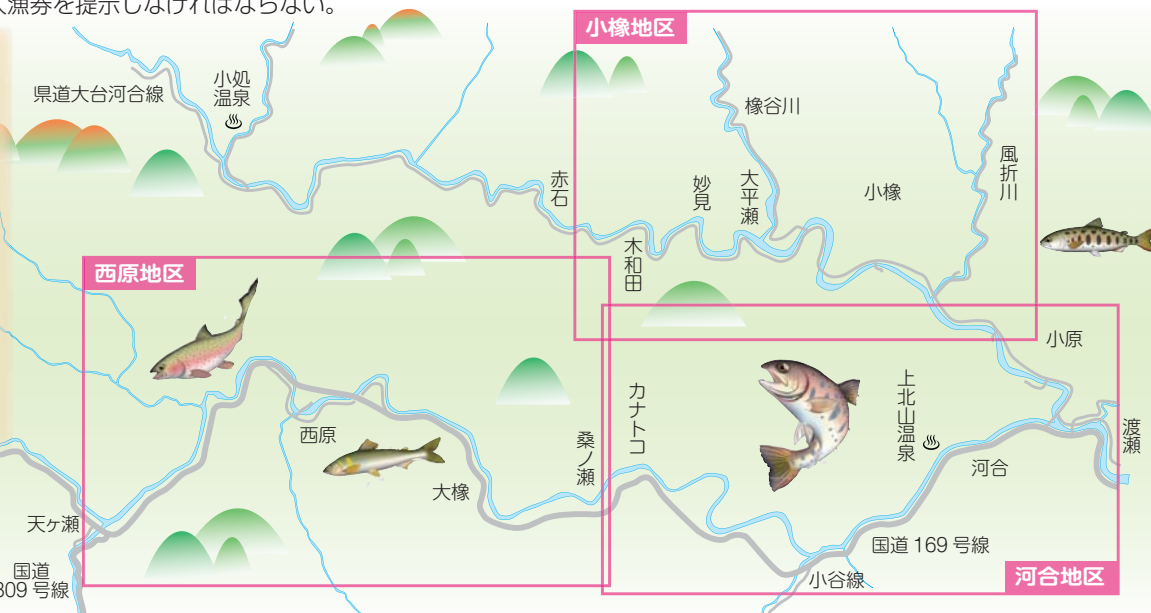 入漁券を提示しなければならない。
小橡地区
県道大台河合線
小処
温泉
橡谷川
風折川
赤石
妙見
大平瀬
小橡
木和田
西原地区
小原
カナトコ
上北山温泉
渡瀬
西原
桑ノ瀬
河合
大橡
天ヶ瀬
国道 169 号線
国道
309 号線
小谷線
河合地区